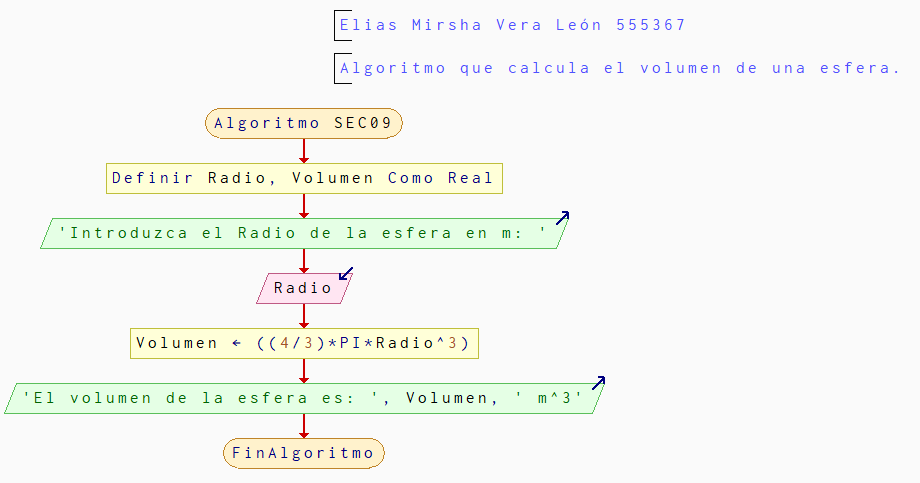 Elias Mirsha Vera León 555367
Algoritmo que calcula el volumen de una esfera.
Algoritmo SEC09
Definir Radio, Volumen Como Real
'Introduzca el Radio de la esfera en m: '
Radio
Volumen ← ((4/3)*PI*Radio^3)
'El volumen de la esfera es: ', Volumen, ' m^3'
FinAlgoritmo